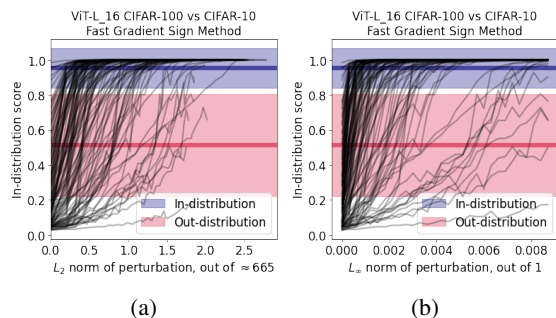 ViT-L_16 CIFAR-100 vs CIFAR-10
Fast Gradient Sign Method
In-distribution score
1.0
0.8
0.6
0.4
0.2
0.0
In-distribution
Out-distribution
0.0 0.5 1.0 1.5 2.0 2.5
L₂ norm of perturbation, out of ≈665
(a)
ViT-L_16 CIFAR-100 vs CIFAR-10
Fast Gradient Sign Method
In-distribution score
1.0
0.8
0.6
0.4
0.2
0.0
In-distribution
Out-distribution
0.000 0.002 0.004 0.006 0.008
L∞ norm of perturbation, out of 1
(b)